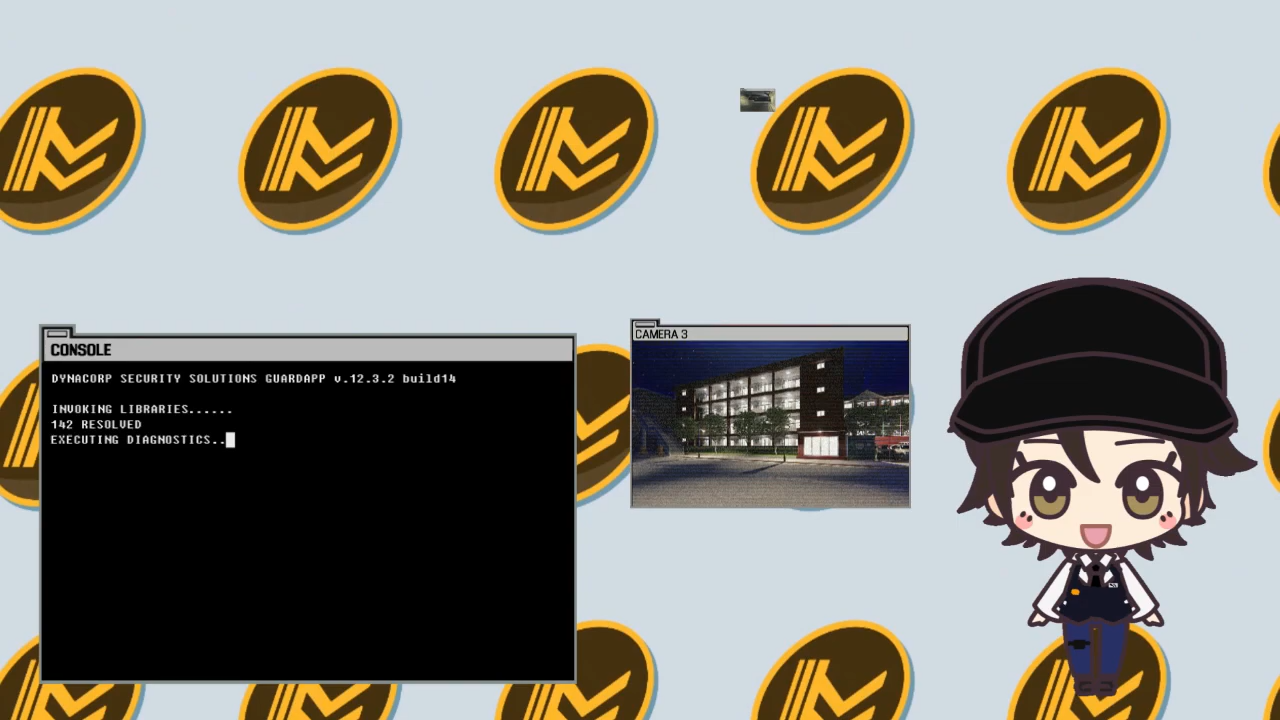 CONSOLE
DYNACORP SECURITY SOLUTIONS GUARDAPP v.12.3.2 build14
INVOKING LIBRARIES......
142 RESOLVED
EXECUTING DIAGNOSTICS..
CAMERA 3